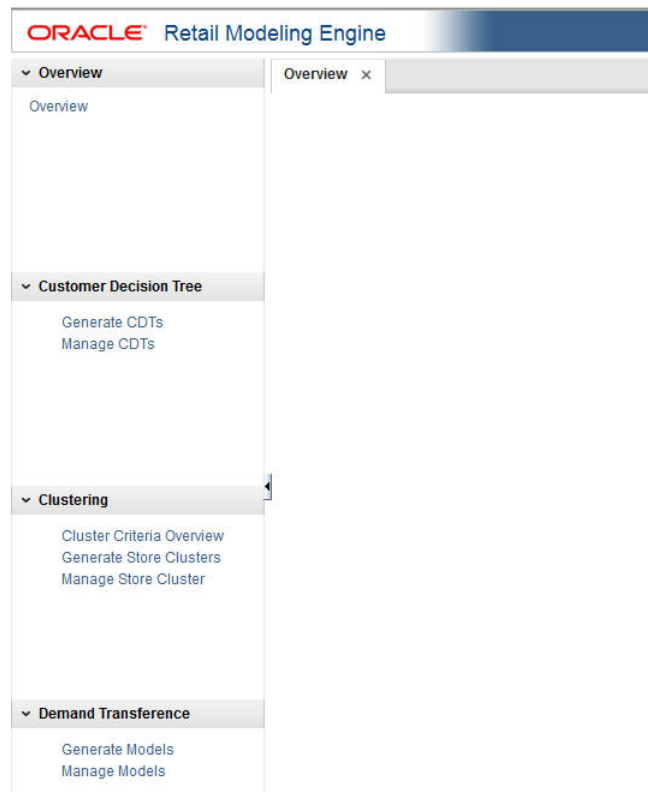 ORACLE® Retail Modeling Engine
Overview
Overview ×
Overview
Customer Decision Tree
Generate CDTs
Manage CDTs
Clustering
Cluster Criteria Overview
Generate Store Clusters
Manage Store Cluster
Demand Transference
Generate Models
Manage Models